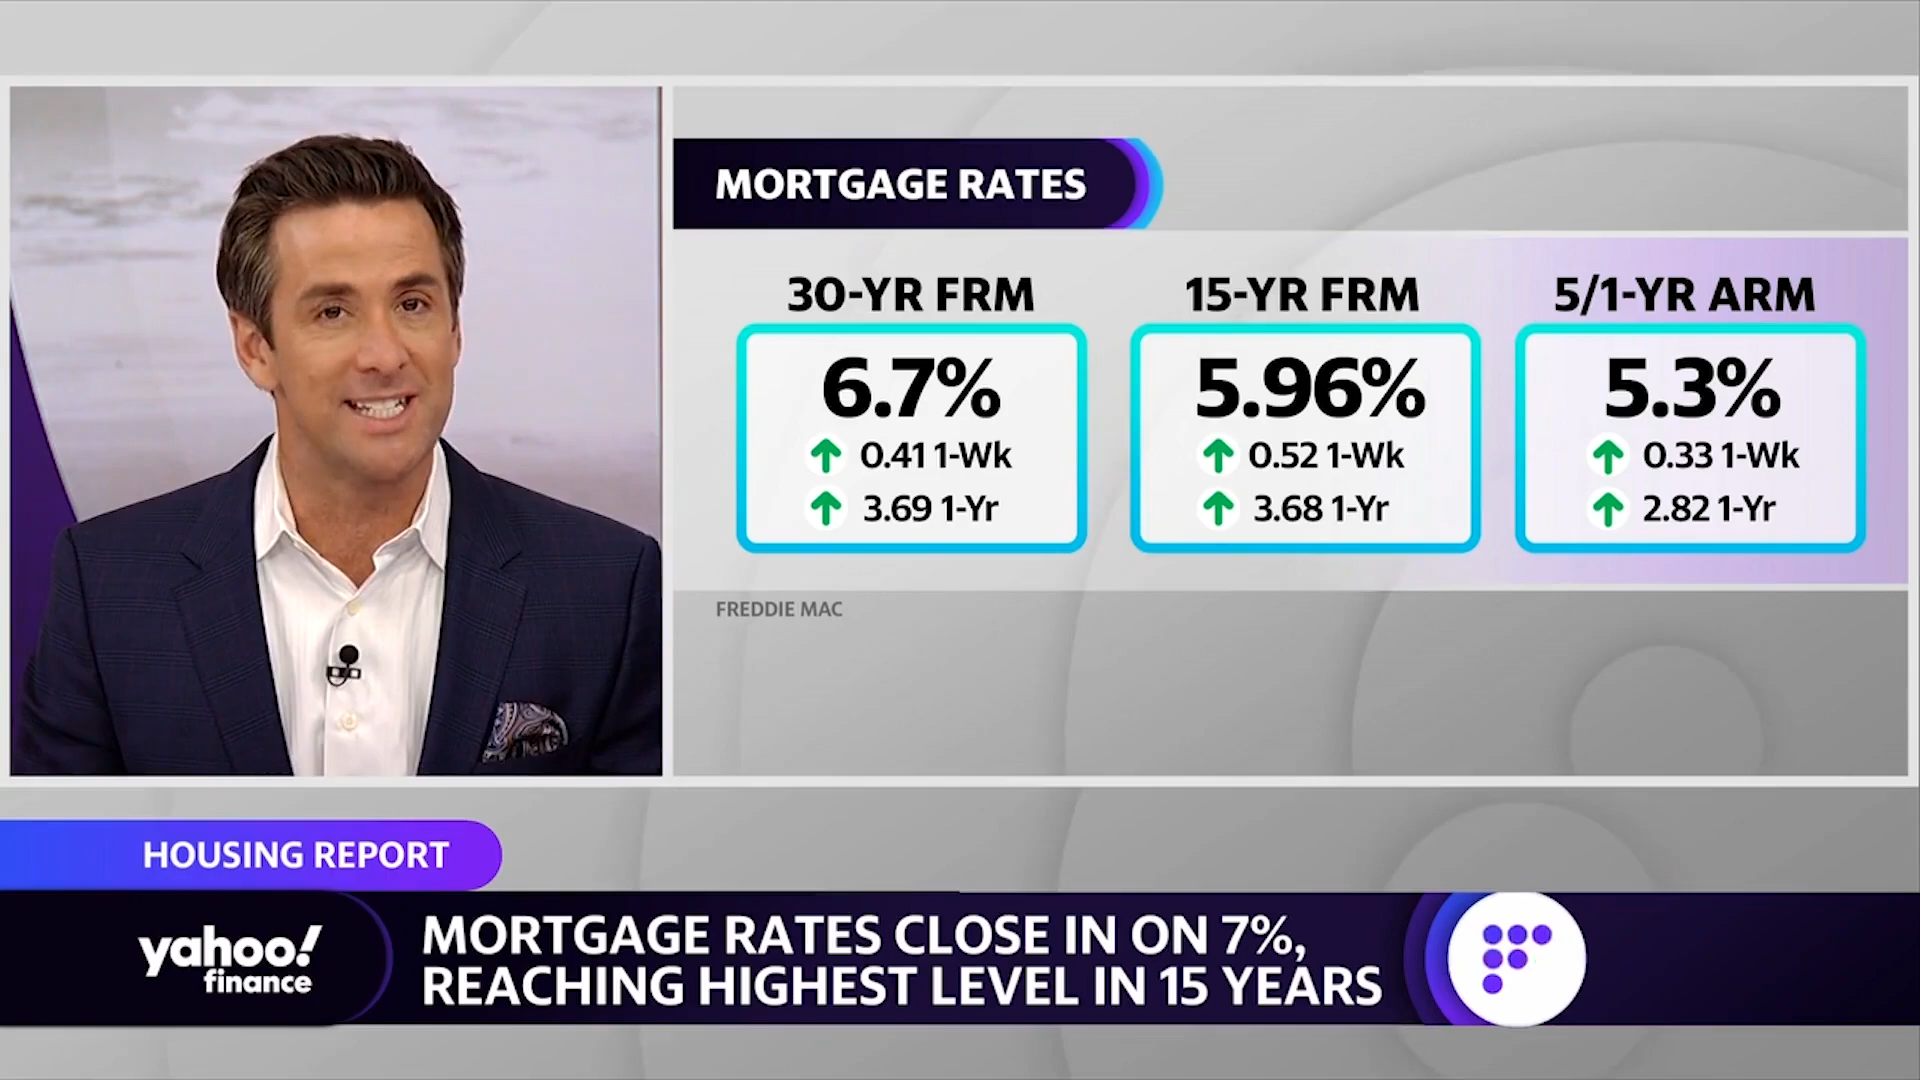 MORTGAGE RATES
30-YR FRM
6.7%
0.41 1-Wk
3.69 1-Yr
15-YR FRM
5.96%
0.52 1-Wk
3.68 1-Yr
5/1-YR ARM
5.3%
0.33 1-Wk
2.82 1-Yr
FREDDIE MAC
HOUSING REPORT
yahoo!
finance
MORTGAGE RATES CLOSE IN ON 7%,
REACHING HIGHEST LEVEL IN 15 YEARS